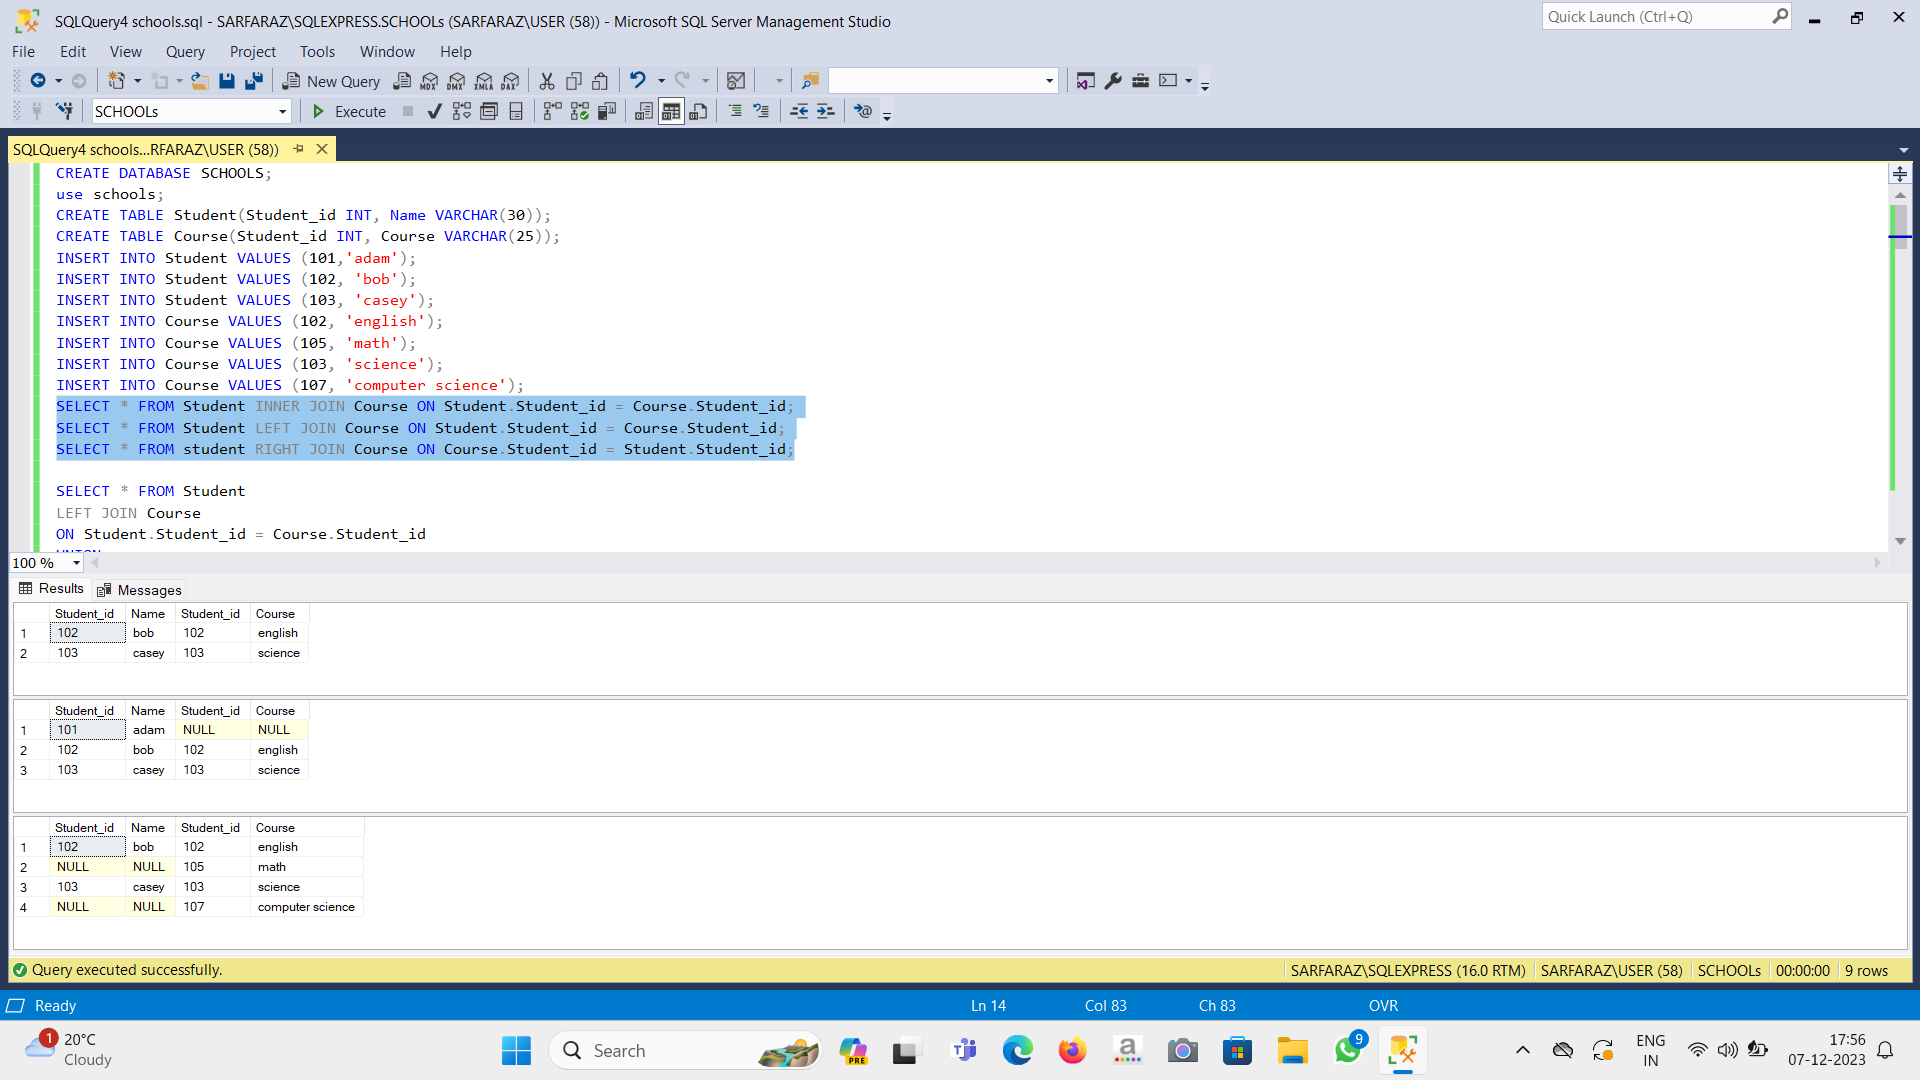 SQLQuery4 schools.sql - SARFARAZ\SQLEXPRESS.SCHOOLs (SARFARAZ\USER (58)) - Microsoft SQL Server Management Studio
Quick Launch (Ctrl+Q)
File Edit View Query Project Tools Window Help
New Query MDX DMX XMLA DAX
SCHOOLs Execute
SQLQuery4 schools...RFARAZ\USER (58))
CREATE DATABASE SCHOOLS;
use schools;
CREATE TABLE Student(Student_id INT, Name VARCHAR(30));
CREATE TABLE Course(Student_id INT, Course VARCHAR(25));
INSERT INTO Student VALUES (101,'adam');
INSERT INTO Student VALUES (102, 'bob');
INSERT INTO Student VALUES (103, 'casey');
INSERT INTO Course VALUES (102, 'english');
INSERT INTO Course VALUES (105, 'math');
INSERT INTO Course VALUES (103, 'science');
INSERT INTO Course VALUES (107, 'computer science');
SELECT * FROM Student INNER JOIN Course ON Student.Student_id = Course.Student_id;
SELECT * FROM Student LEFT JOIN Course ON Student.Student_id = Course.Student_id;
SELECT * FROM student RIGHT JOIN Course ON Course.Student_id = Student.Student_id;
SELECT * FROM Student
LEFT JOIN Course
ON Student.Student_id = Course.Student_id
UNION
100 %
Results Messages
Student_id Name Student_id Course
1 102 bob 102 english
2 103 casey 103 science
Student_id Name Student_id Course
1 101 adam NULL NULL
2 102 bob 102 english
3 103 casey 103 science
Student_id Name Student_id Course
1 102 bob 102 english
2 NULL NULL 105 math
3 103 casey 103 science
4 NULL NULL 107 computer science
Query executed successfully. SARFARAZ\SQLEXPRESS (16.0 RTM) SARFARAZ\USER (58) SCHOOLs 00:00:00 9 rows
Ready Ln 14 Col 83 Ch 83 OVR
1 20°C
Cloudy
Search
PRE
a
9
ENG
IN
17:56
07-12-2023